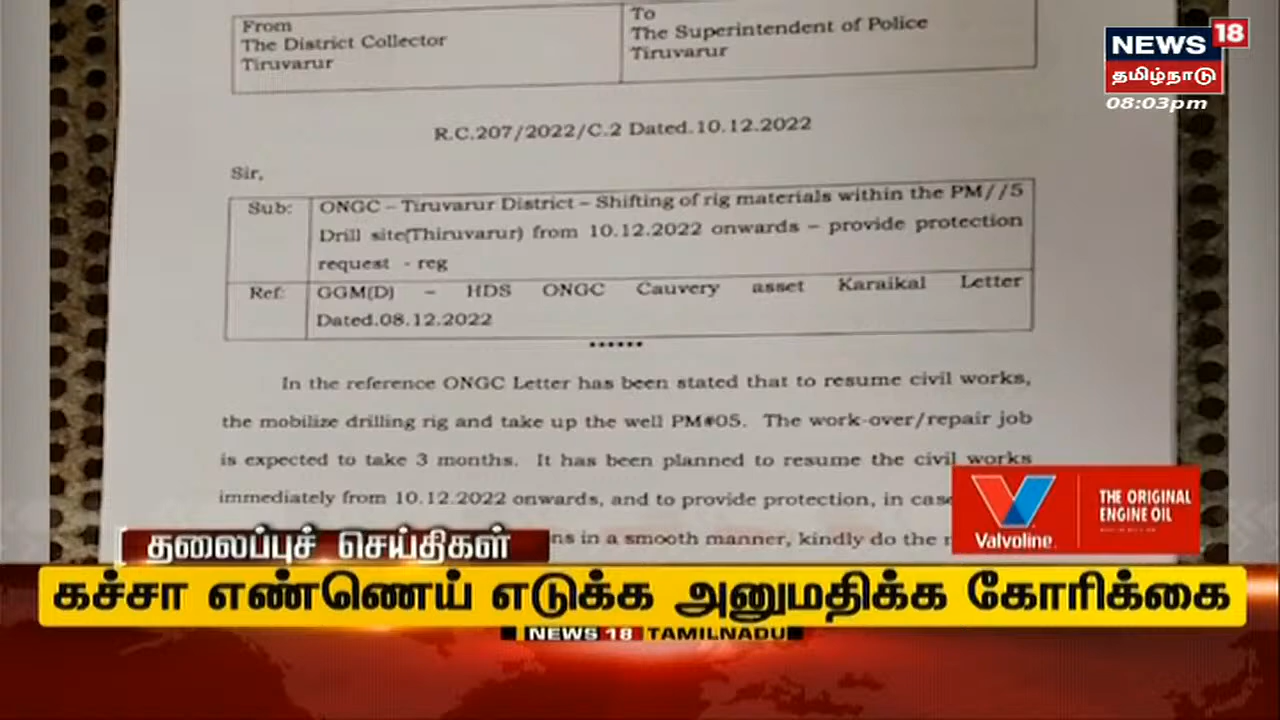 From
The District Collector
Tiruvarur
To
The Superintendent of Police
Tiruvarur
NEWS 18
தமிழ்நாடு
08:03pm
R.C.207/2022/C.2 Dated.10.12.2022
Sir,
Sub: ONGC – Tiruvarur District – Shifting of rig materials within the PM//5
Drill site(Thiruvarur) from 10.12.2022 onwards – provide protection
request - reg
Ref: GGM(D) – HDS ONGC Cauvery asset Karaikal Letter
Dated.08.12.2022
••••••
In the reference ONGC Letter has been stated that to resume civil works,
the mobilize drilling rig and take up the well PM#05. The work-over/repair job
is expected to take 3 months. It has been planned to resume the civil works
immediately from 10.12.2022 onwards, and to provide protection, in
in a smooth manner, kindly do the
Valvoline
THE ORIGINAL
ENGINE OIL
தலைப்புச் செய்திகள்
கச்சா எண்ணெய் எடுக்க அனுமதிக்க கோரிக்கை
NEWS 18 TAMILNADU